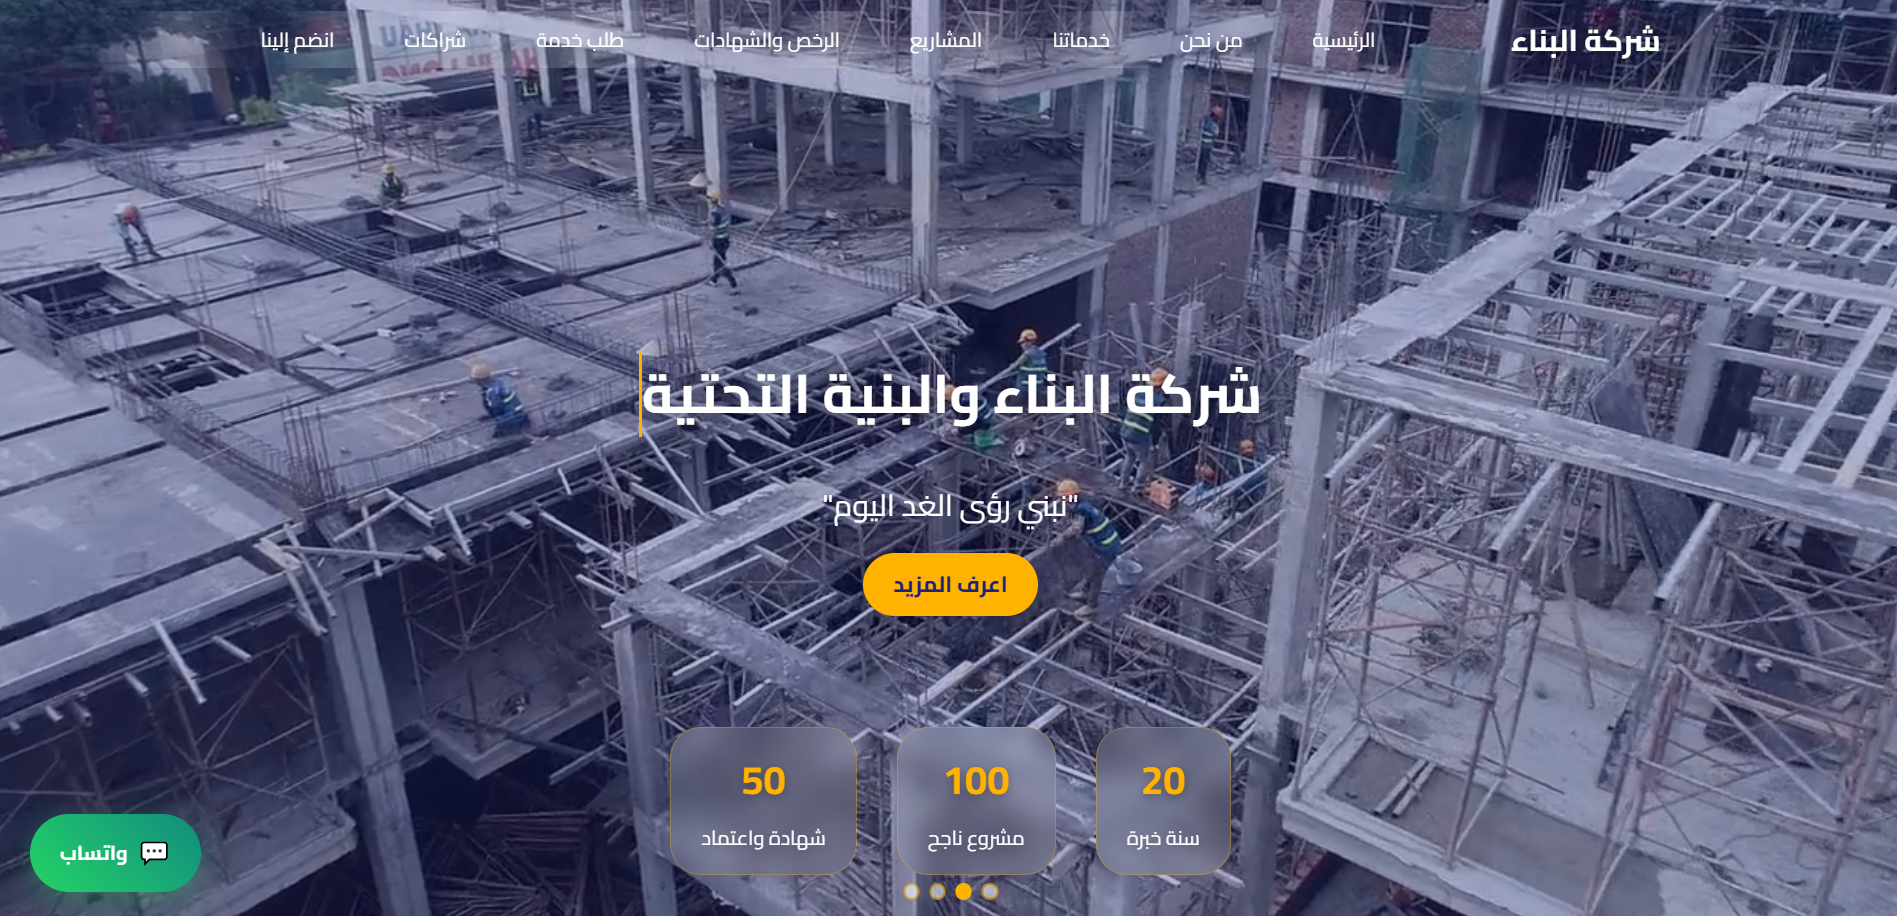 شركة البناء
الرئيسية
من نحن
خدماتنا
المشاريع
الرخص والشهادات
طلب خدمة
شراكات
انضم إلينا
شركة البناء والبنية التحتية
"نبني رؤى الغد اليوم"
اعرف المزيد
20
سنة خبرة
100
مشروع ناجح
50
شهادة واعتماد
واتساب